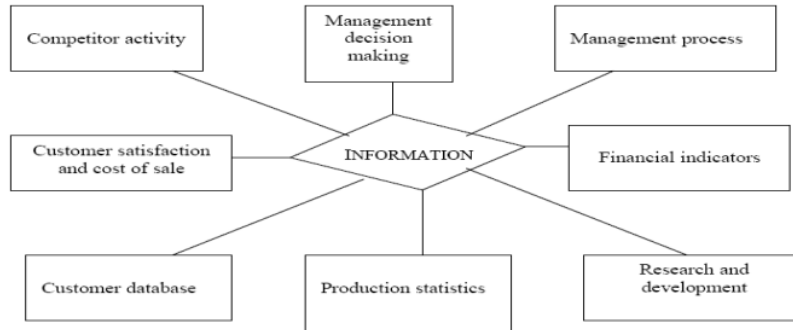 Competitor activity
Management
decision
making
Management process
Customer satisfaction
and cost of sale
INFORMATION
Financial indicators
Customer database
Production statistics
Research and
development